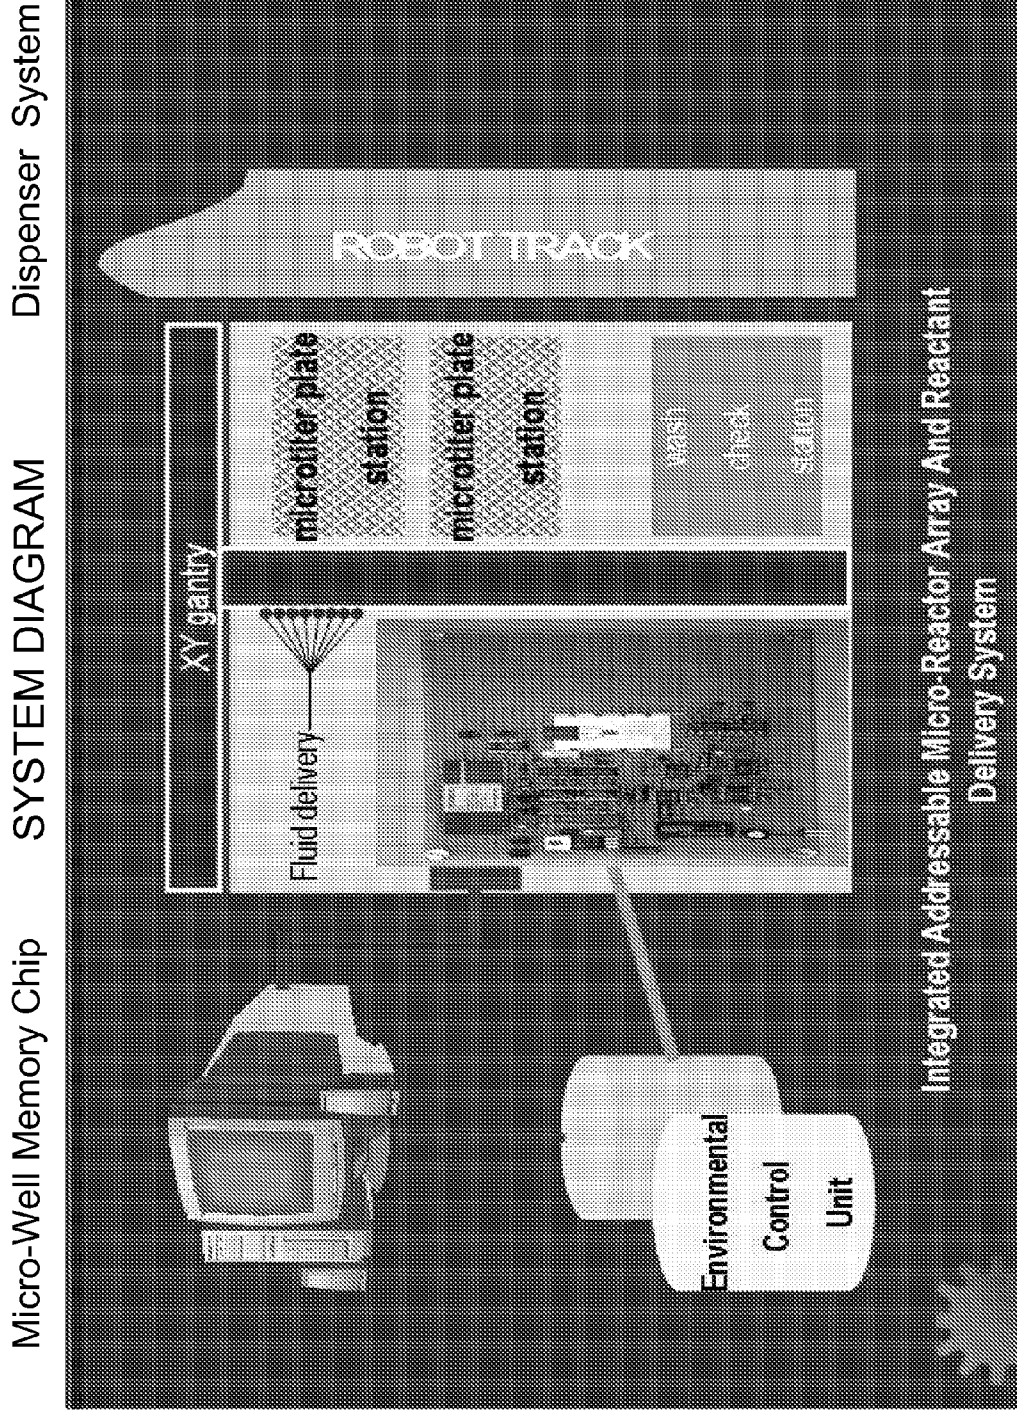 Micro-Well Memory Chip SYSTEM DIAGRAM Dispenser System
XY gantry
Fluid delivery
microtiter plate
station
microtiter plate
station
wash
head
station
ROBOT TRACK
Environmental
Control
Unit
Integrated Addressable Micro-Reactor Array And Reactant
Delivery System